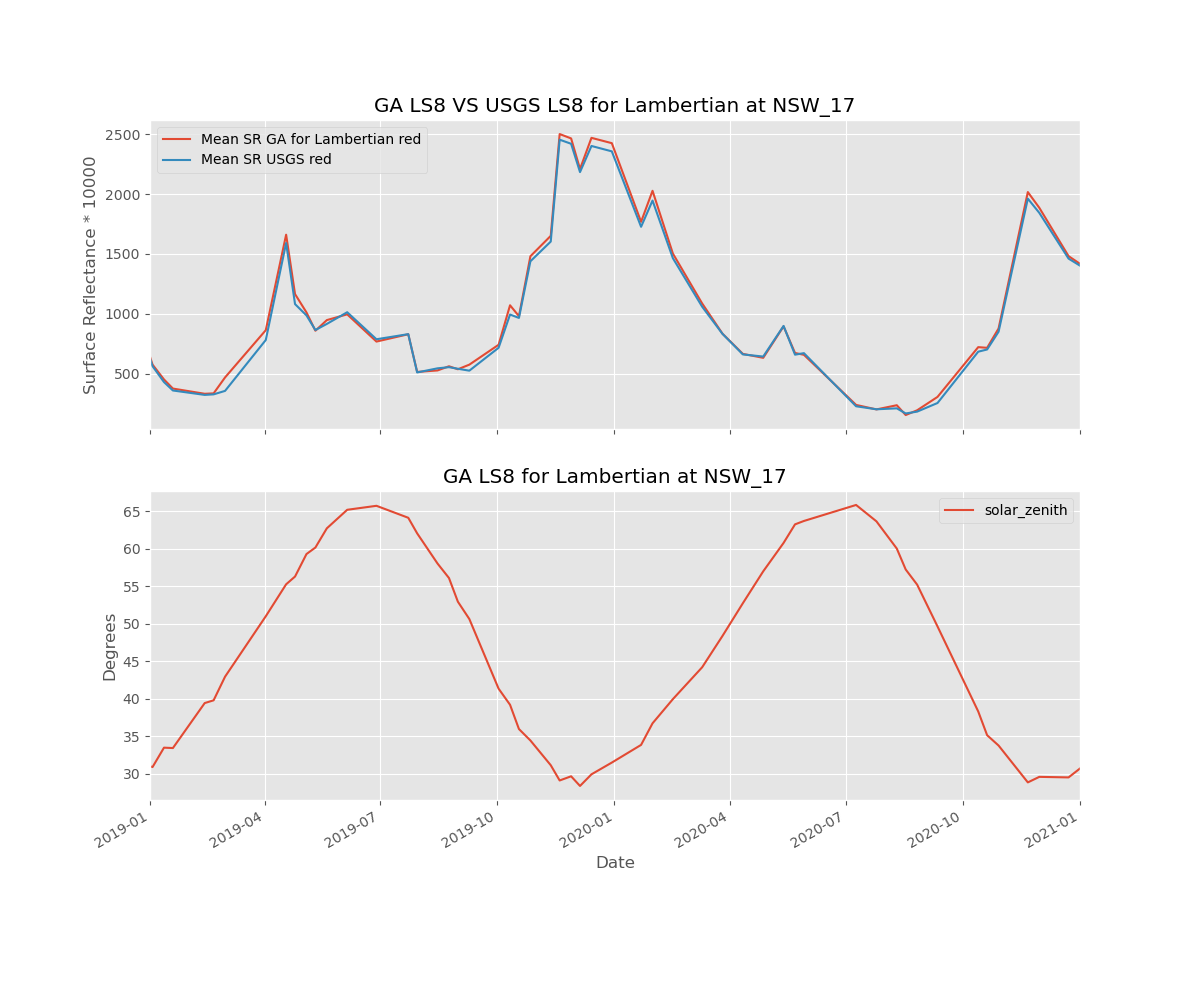 GA LS8 VS USGS LS8 for Lambertian at NSW_17
Mean SR GA for Lambertian red
Mean SR USGS red
Surface Reflectance * 10000
2500
2000
1500
1000
500
GA LS8 for Lambertian at NSW_17
solar_zenith
Degrees
65
60
55
50
45
40
35
30
2019-01
2019-04
2019-07
2019-10
2020-01
2020-04
2020-07
2020-10
2021-01
Date